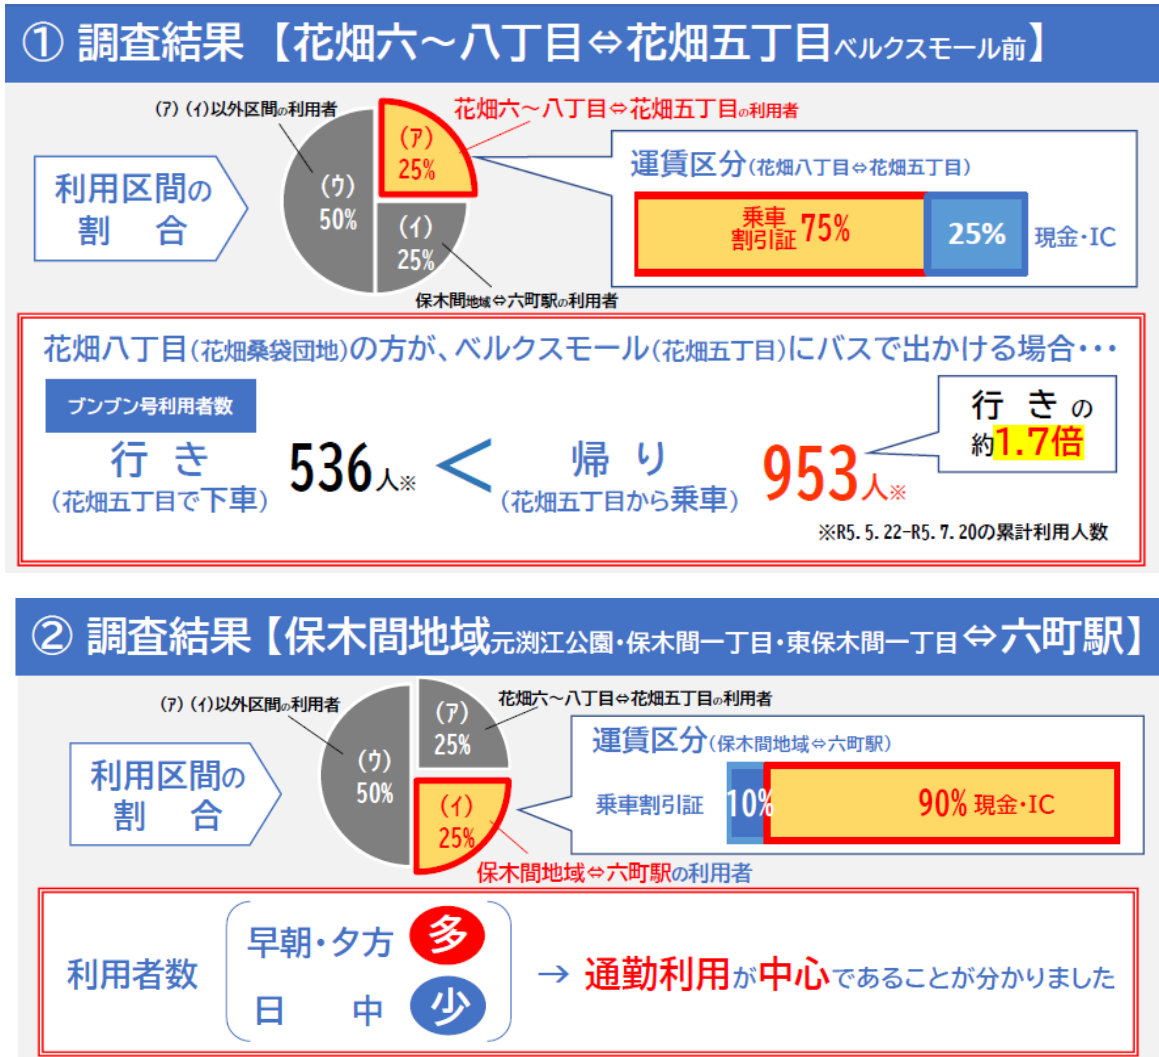 ① 調査結果 【花畑六～八丁目⇔花畑五丁目ベルクスモール前】
(ア)(イ)以外区間の利用者
花畑六～八丁目⇔花畑五丁目の利用者
利用区間の
割 合
(ア)
25%
(ウ)
50%
(イ)
25%
保木間地域⇔六町駅の利用者
運賃区分(花畑八丁目⇔花畑五丁目)
乗車
割引証 75%
25%
現金・IC
花畑八丁目(花畑桑袋団地)の方が、ベルクスモール(花畑五丁目)にバスで出かける場合・・・
ブンブン号利用者数
行 き
(花畑五丁目で下車)
536人※
＜
帰 り
(花畑五丁目から乗車)
953人※
行 き の
約1.7倍
※R5.5.22-R5.7.20の累計利用人数
② 調査結果【保木間地域元渕江公園・保木間一丁目・東保木間一丁目⇔六町駅】
(ア)(イ)以外区間の利用者
花畑六～八丁目⇔花畑五丁目の利用者
利用区間の
割 合
(ア)
25%
(ウ)
50%
(イ)
25%
保木間地域⇔六町駅の利用者
運賃区分(保木間地域⇔六町駅)
乗車割引証
10%
90% 現金・IC
利用者数
早朝・夕方 多
日 中 少
→ 通勤利用が中心であることが分かりました